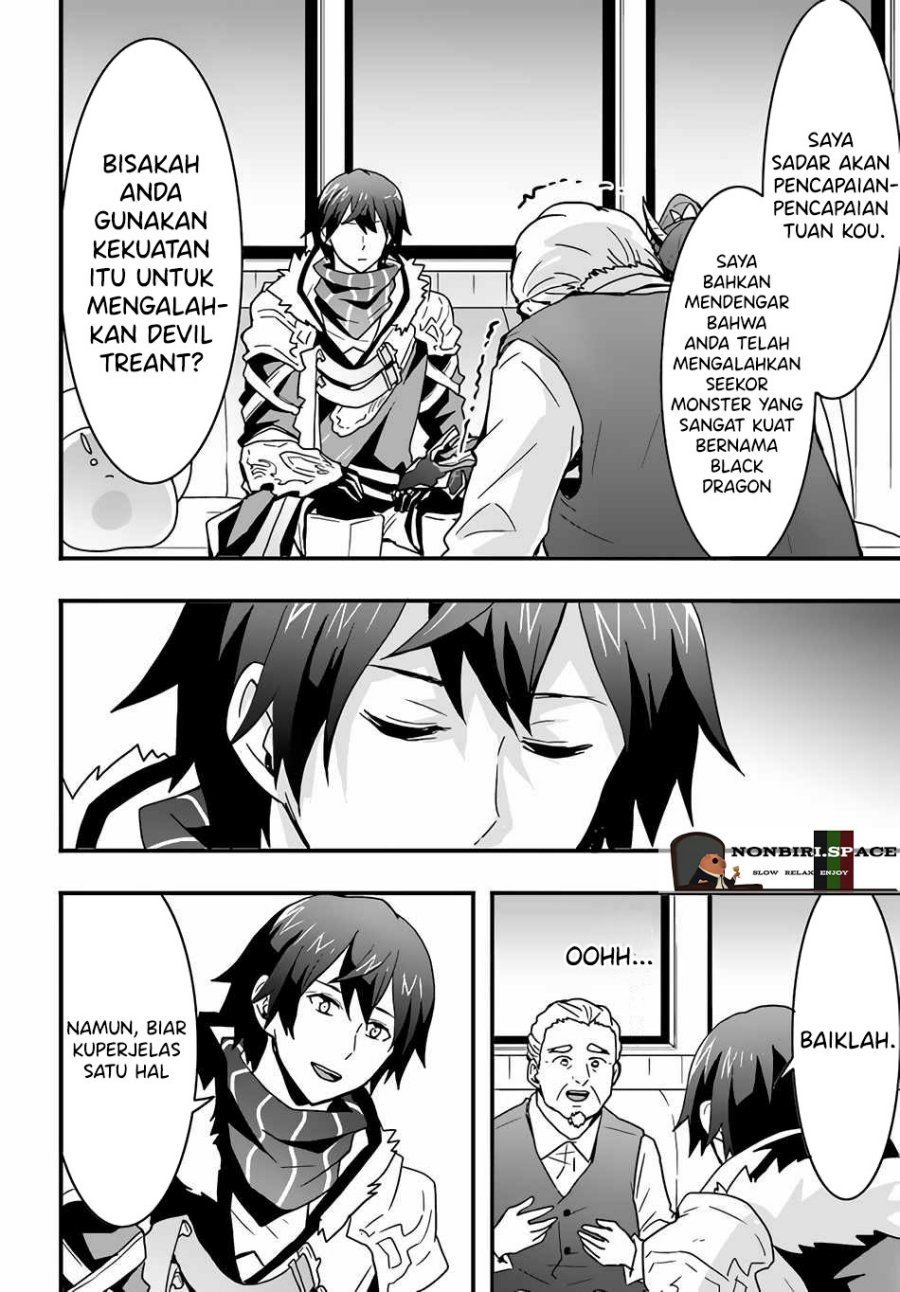 SAYA
SADAR AKAN
PENCAPAIAN-
PENCAPAIAN
TUAN KOU.
SAYA
BAHKAN
MENDENGAR
BAHWA
ANDA TELAH
MENGALAHKAN
SEEKOR
MONSTER YANG
SANGAT KUAT
BERNAMA
BLACK
DRAGON
BISAKAH
ANDA
GUNAKAN
KEKUATAN
ITU UNTUK
MENGALAH-
KAN DEVIL
TREANT?
NONBIRI.SPACE
SLOW RELAX ENJOY
BAIKLAH.
OOHH...
NAMUN, BIAR
KUPERJELAS
SATU HAL